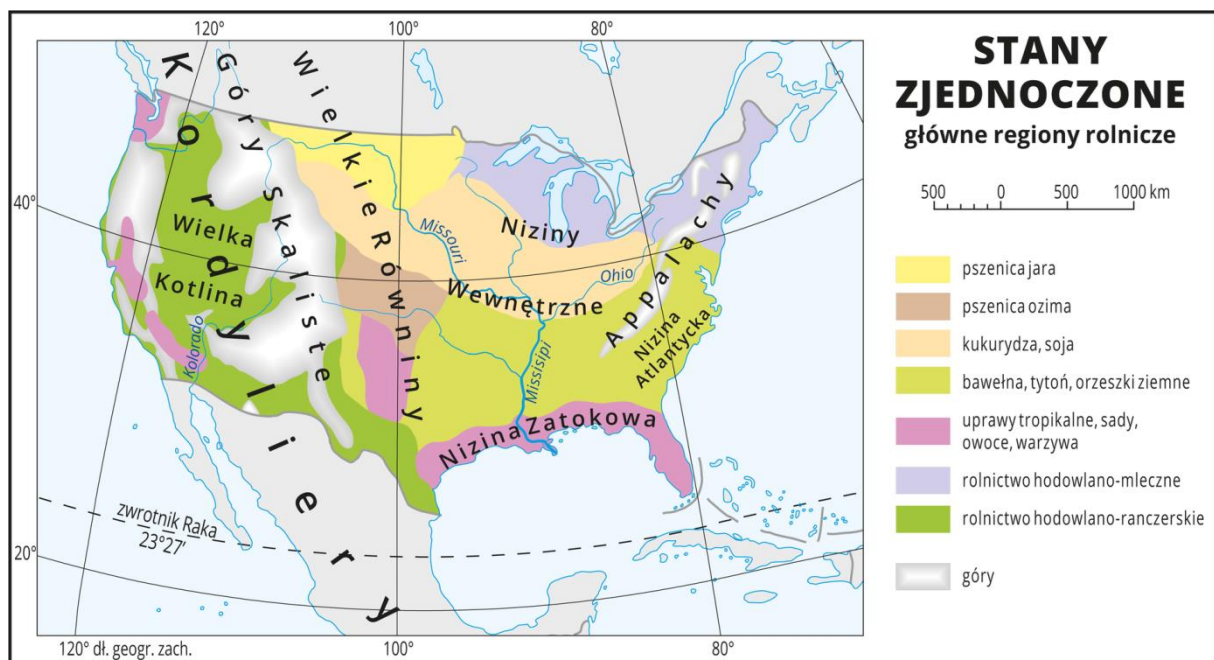 STANY
ZJEDNOCZONE
główne regiony rolnicze
500 0 500 1000 km
pszenica jara
pszenica ozima
kukurydza, soja
bawełna, tytoń, orzeszki ziemne
uprawy tropikalne, sady,
owoce, warzywa
rolnictwo hodowlano-mleczne
rolnictwo hodowlano-ranczerskie
góry
120° 100° 80°
40°
20°
Kordyliery
Góry Skaliste
Wielkie Równiny
Wielka
Kotlina
Niziny
Wewnętrzne
Appalachy
Nizina
Atlantycka
Nizina Zatokowa
Missouri
Ohio
Missisipi
Kolorado
zwrotnik Raka
23°27'
120° dł. geogr. zach. 100° 80°